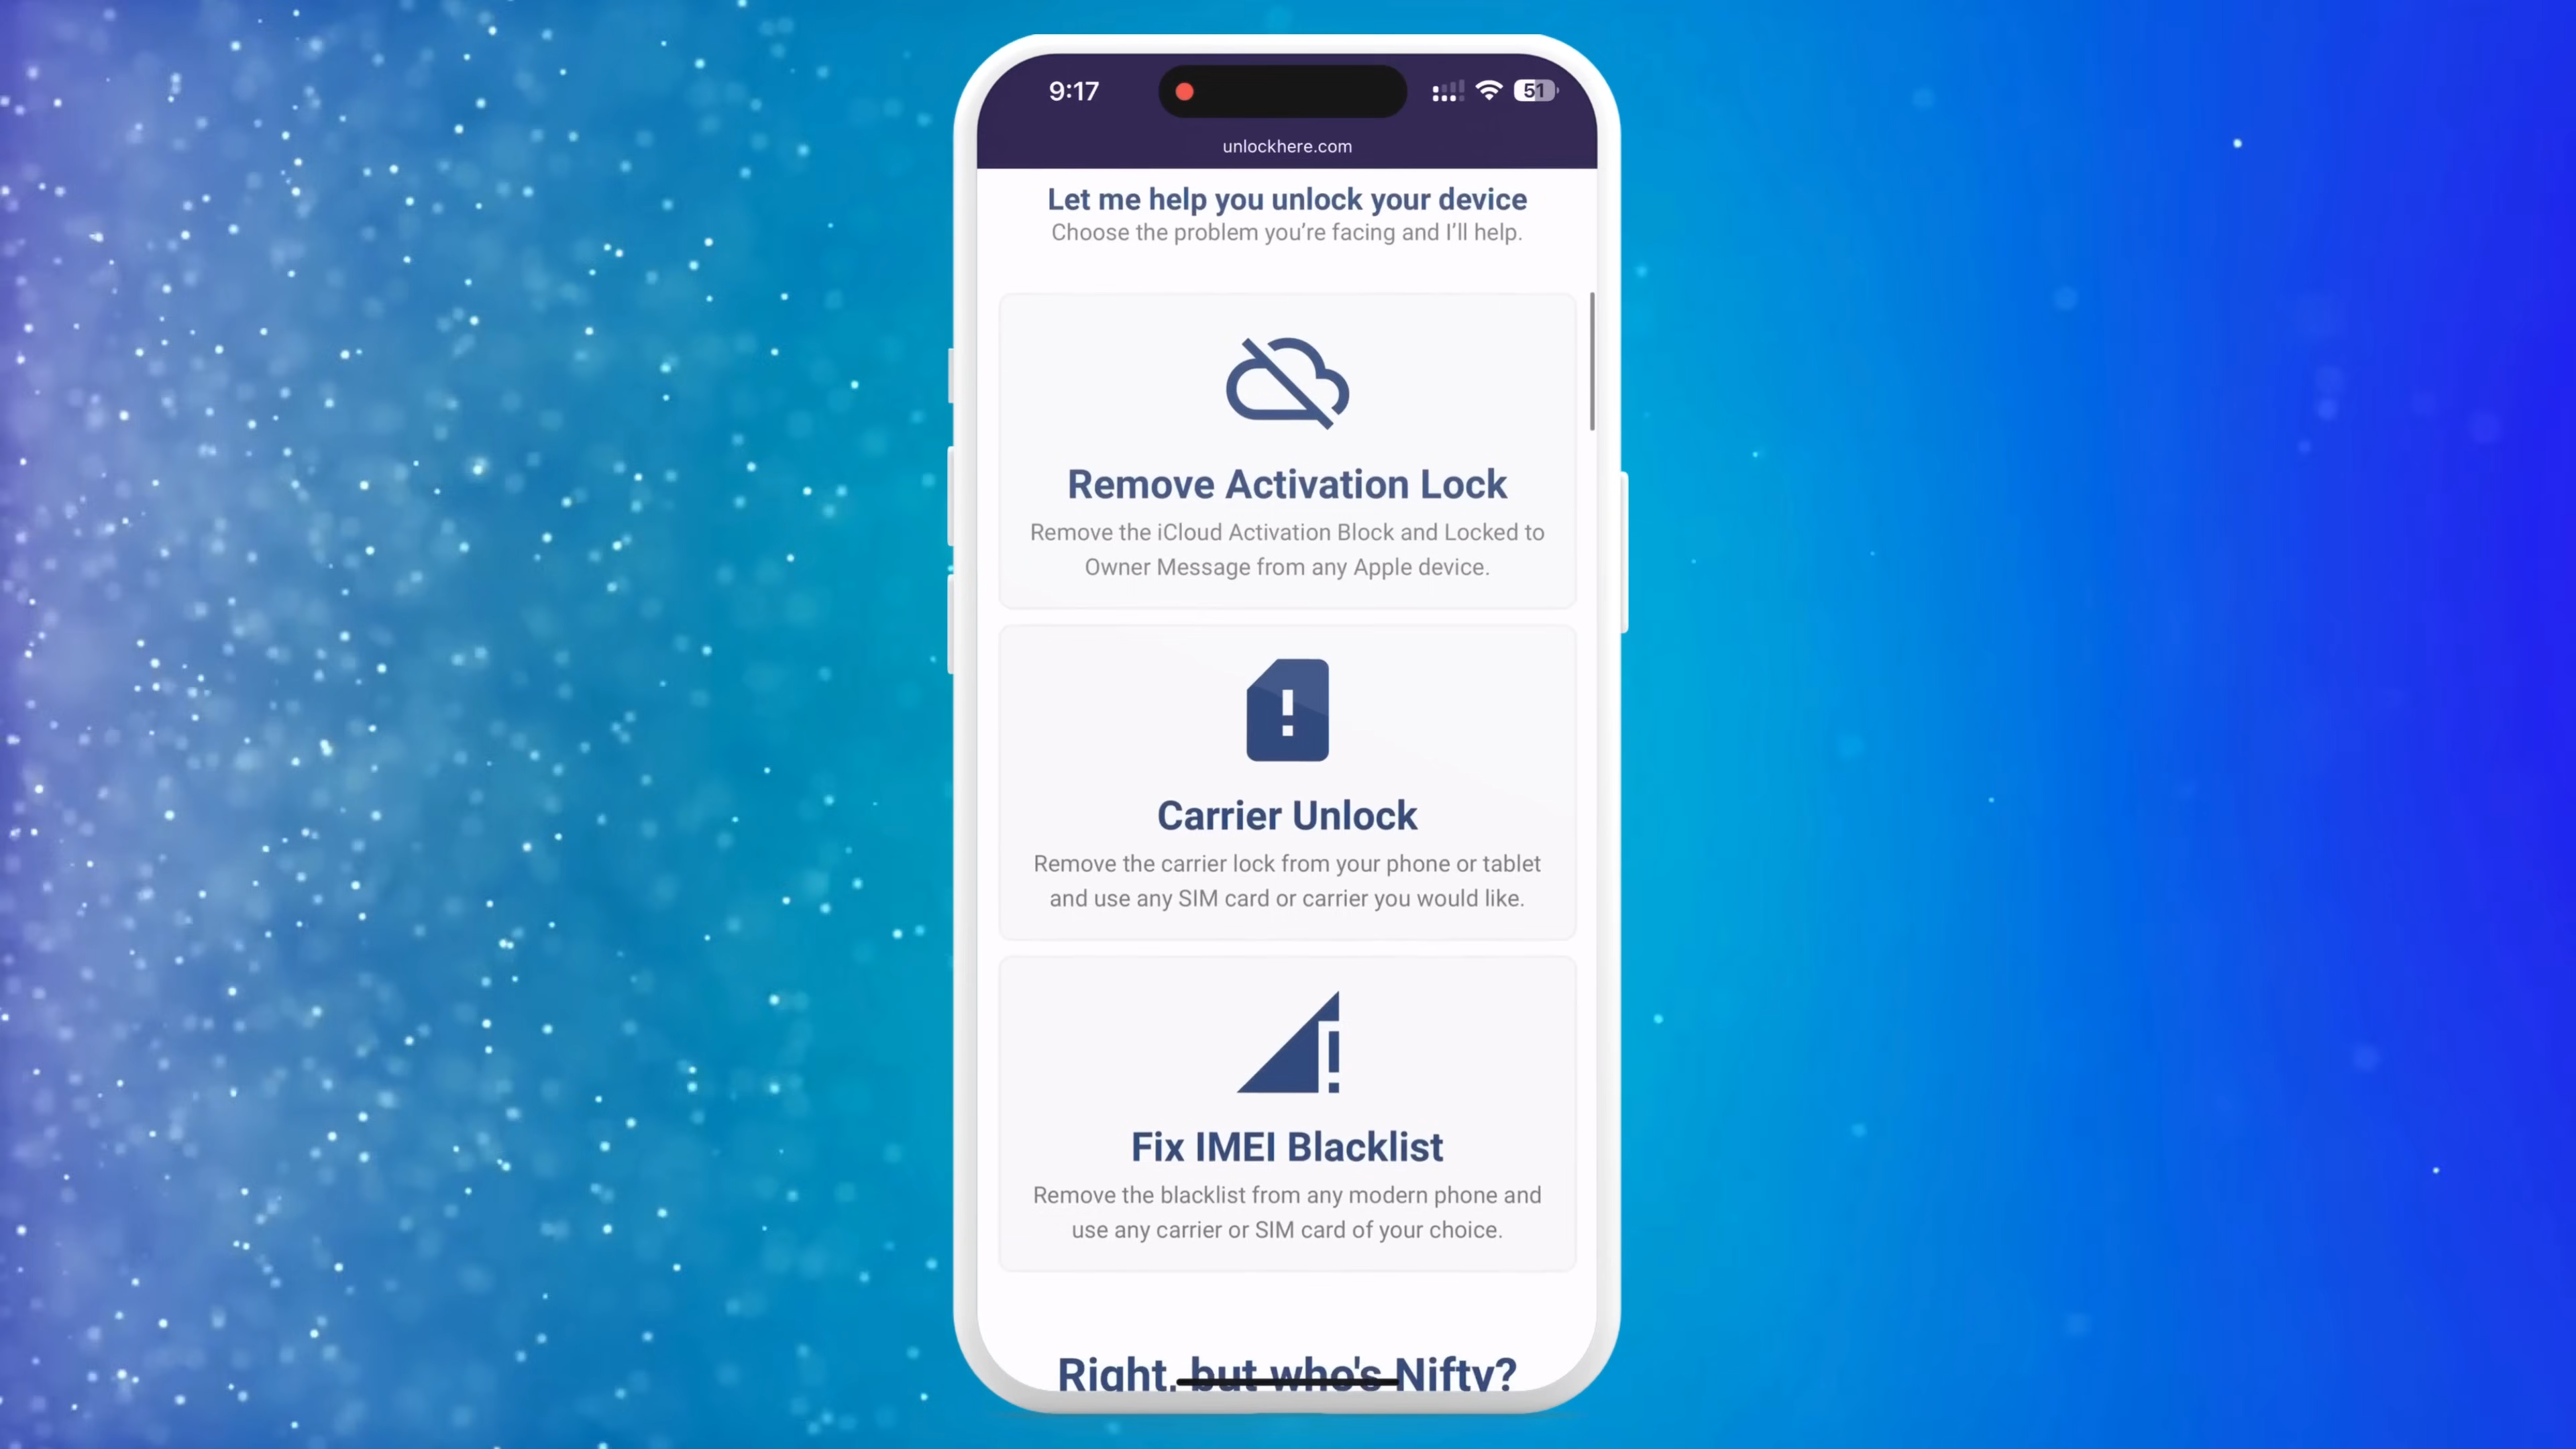 9:17
51
unlockhere.com
Let me help you unlock your device
Choose the problem you’re facing and I’ll help.
Remove Activation Lock
Remove the iCloud Activation Block and Locked to
Owner Message from any Apple device.
Carrier Unlock
Remove the carrier lock from your phone or tablet
and use any SIM card or carrier you would like.
Fix IMEI Blacklist
Remove the blacklist from any modern phone and
use any carrier or SIM card of your choice.
Right, but who's Nifty?